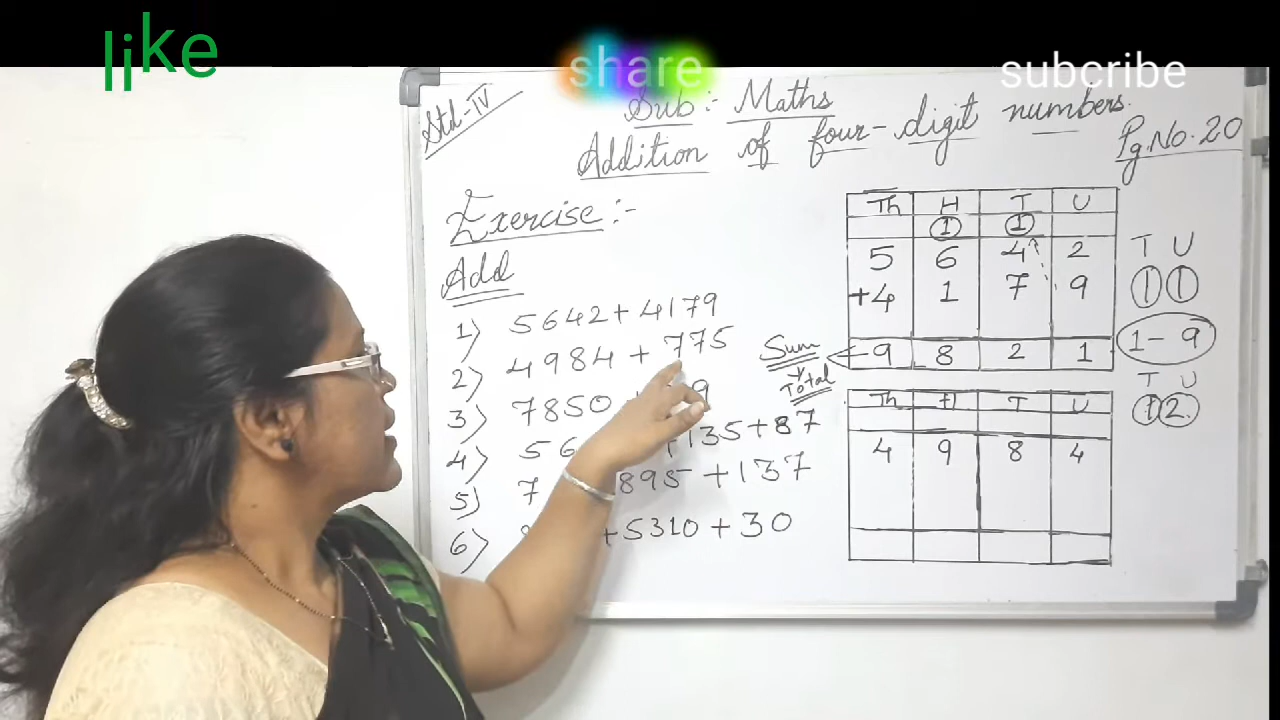 like
share
subcribe
Std-IV
Sub:- Maths
Addition of four-digit numbers.
Pg.No.20
Exercise:-
Add
1) 5642+4179
2) 4984+775
3) 7850 + 9
4) 56 +135+87
5) 7 895+137
6) +5310+30
Th H T U
1 1
5 6 4 2
+4 1 7 9
9 8 2 1
Sum
Total
T U
1 1
1-9
T U
1 2
Th H T U
4 9 8 4